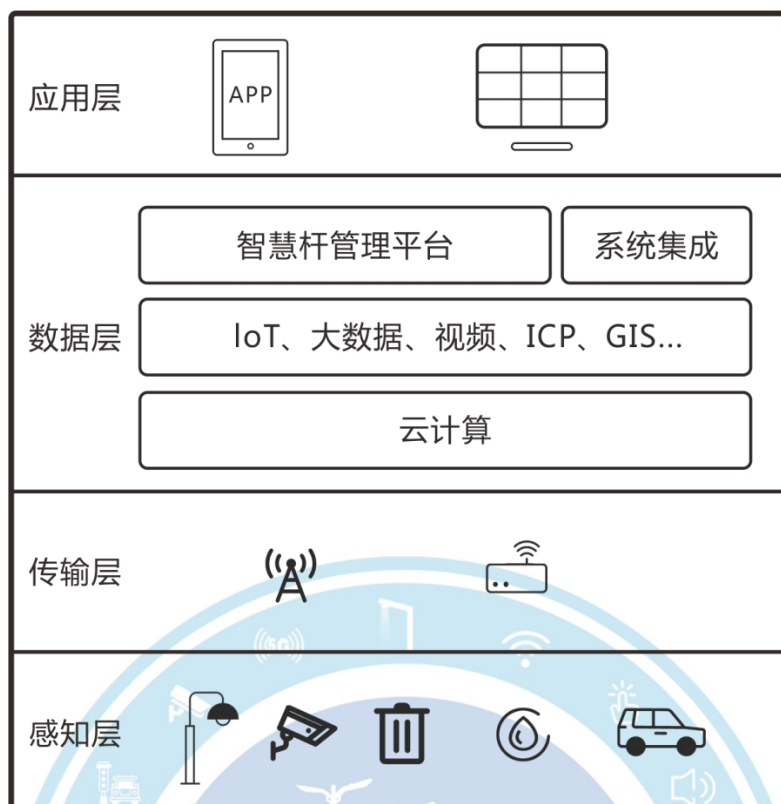 应用层
APP
智慧杆管理平台
系统集成
数据层
IoT、大数据、视频、ICP、GIS...
云计算
传输层
5G
感知层